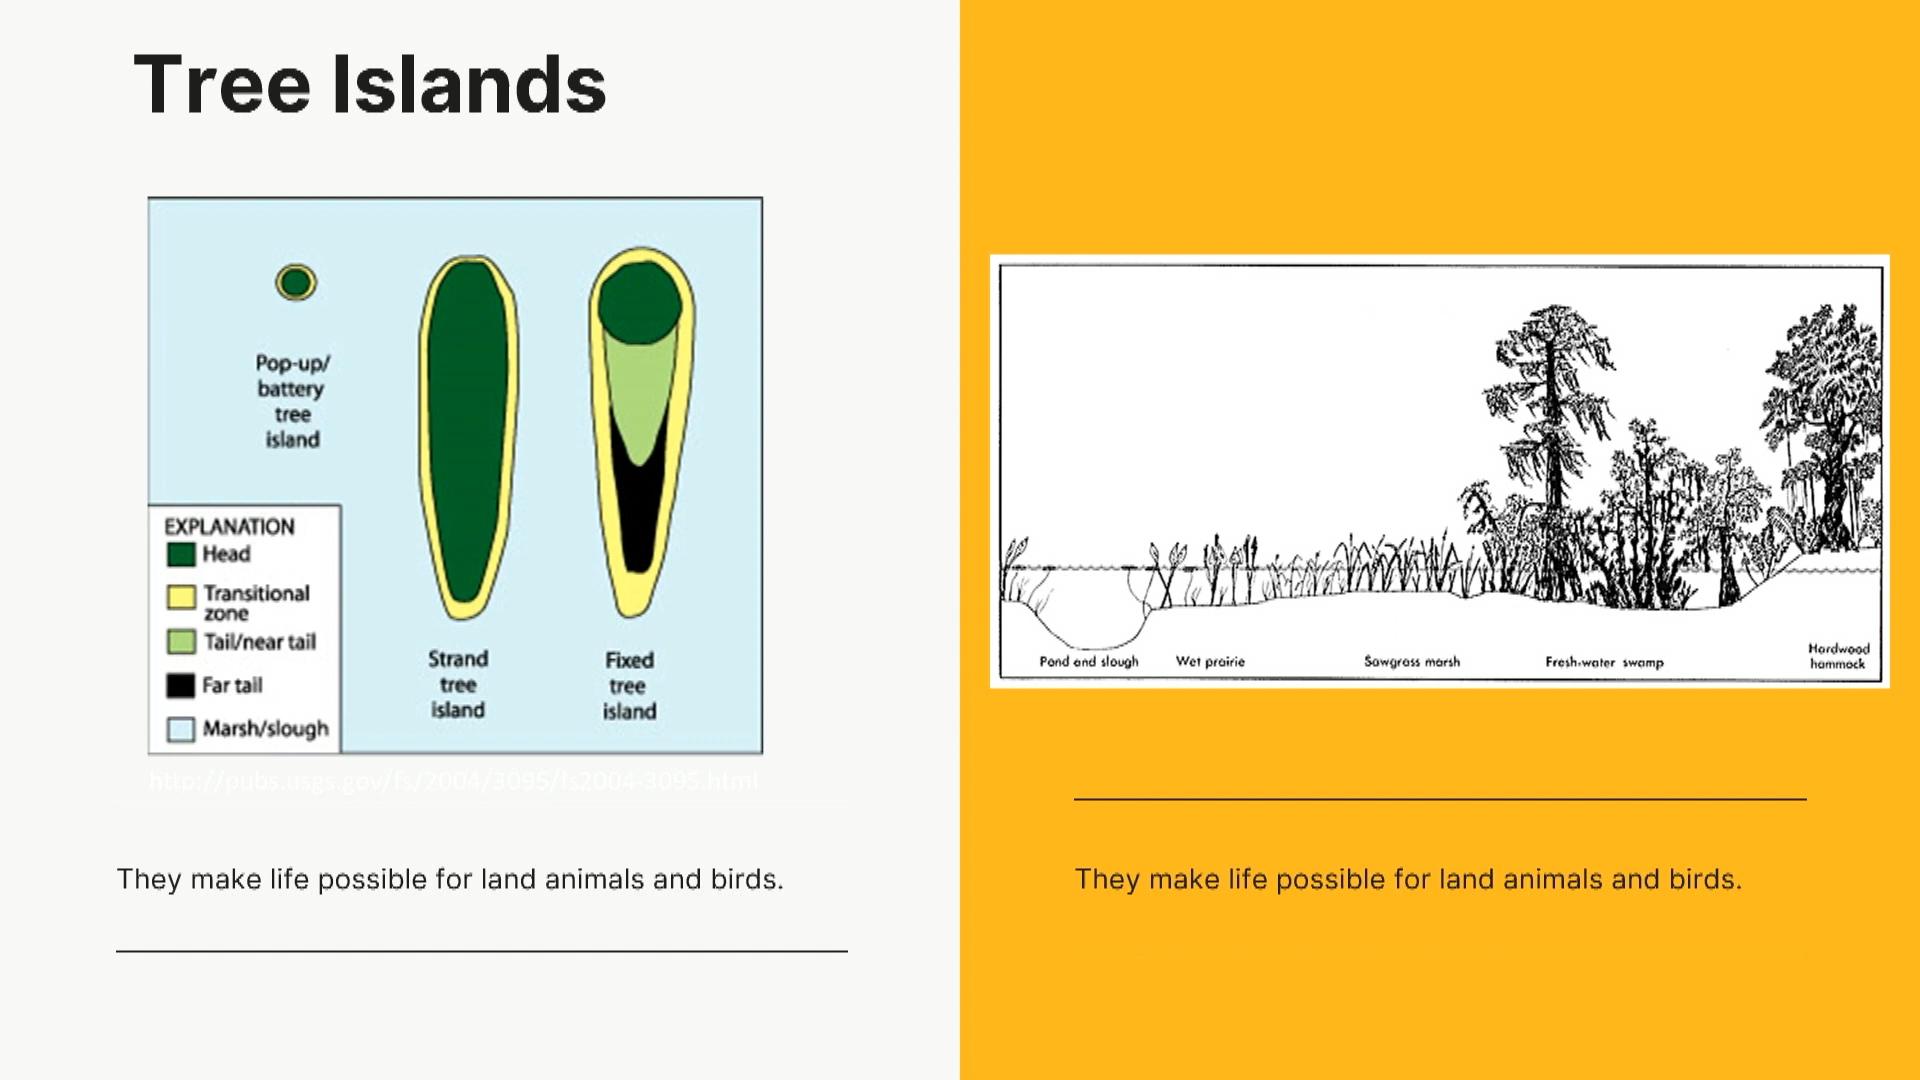 Tree Islands
Pop-up/
battery
tree
island
EXPLANATION
Head
Transitional
zone
Tail/near tail
Far tail
Marsh/slough
Strand
tree
island
Fixed
tree
island
http://pubs.usgs.gov/fs/2004/3095/fs2004-3095.html
They make life possible for land animals and birds.
Pond and slough
Wet prairie
Sawgrass marsh
Fresh-water swamp
Hardwood
hammock
They make life possible for land animals and birds.